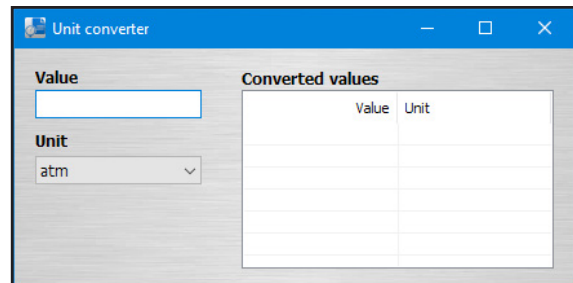 Unit converter
Value
Converted values
Value Unit
Unit
atm